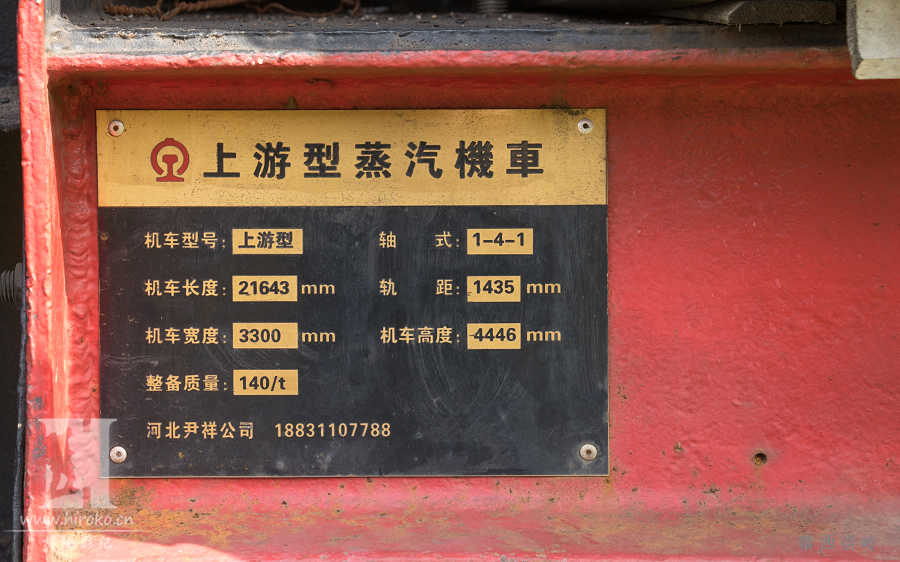 上游型蒸汽機車
机车型号: 上游型 轴 式: 1-4-1
机车长度: 21643 mm 轨 距: 1435 mm
机车宽度: 3300 mm 机车高度: 4446 mm
整备质量: 140/t
河北尹祥公司 18831107788
www.hiroko.cn